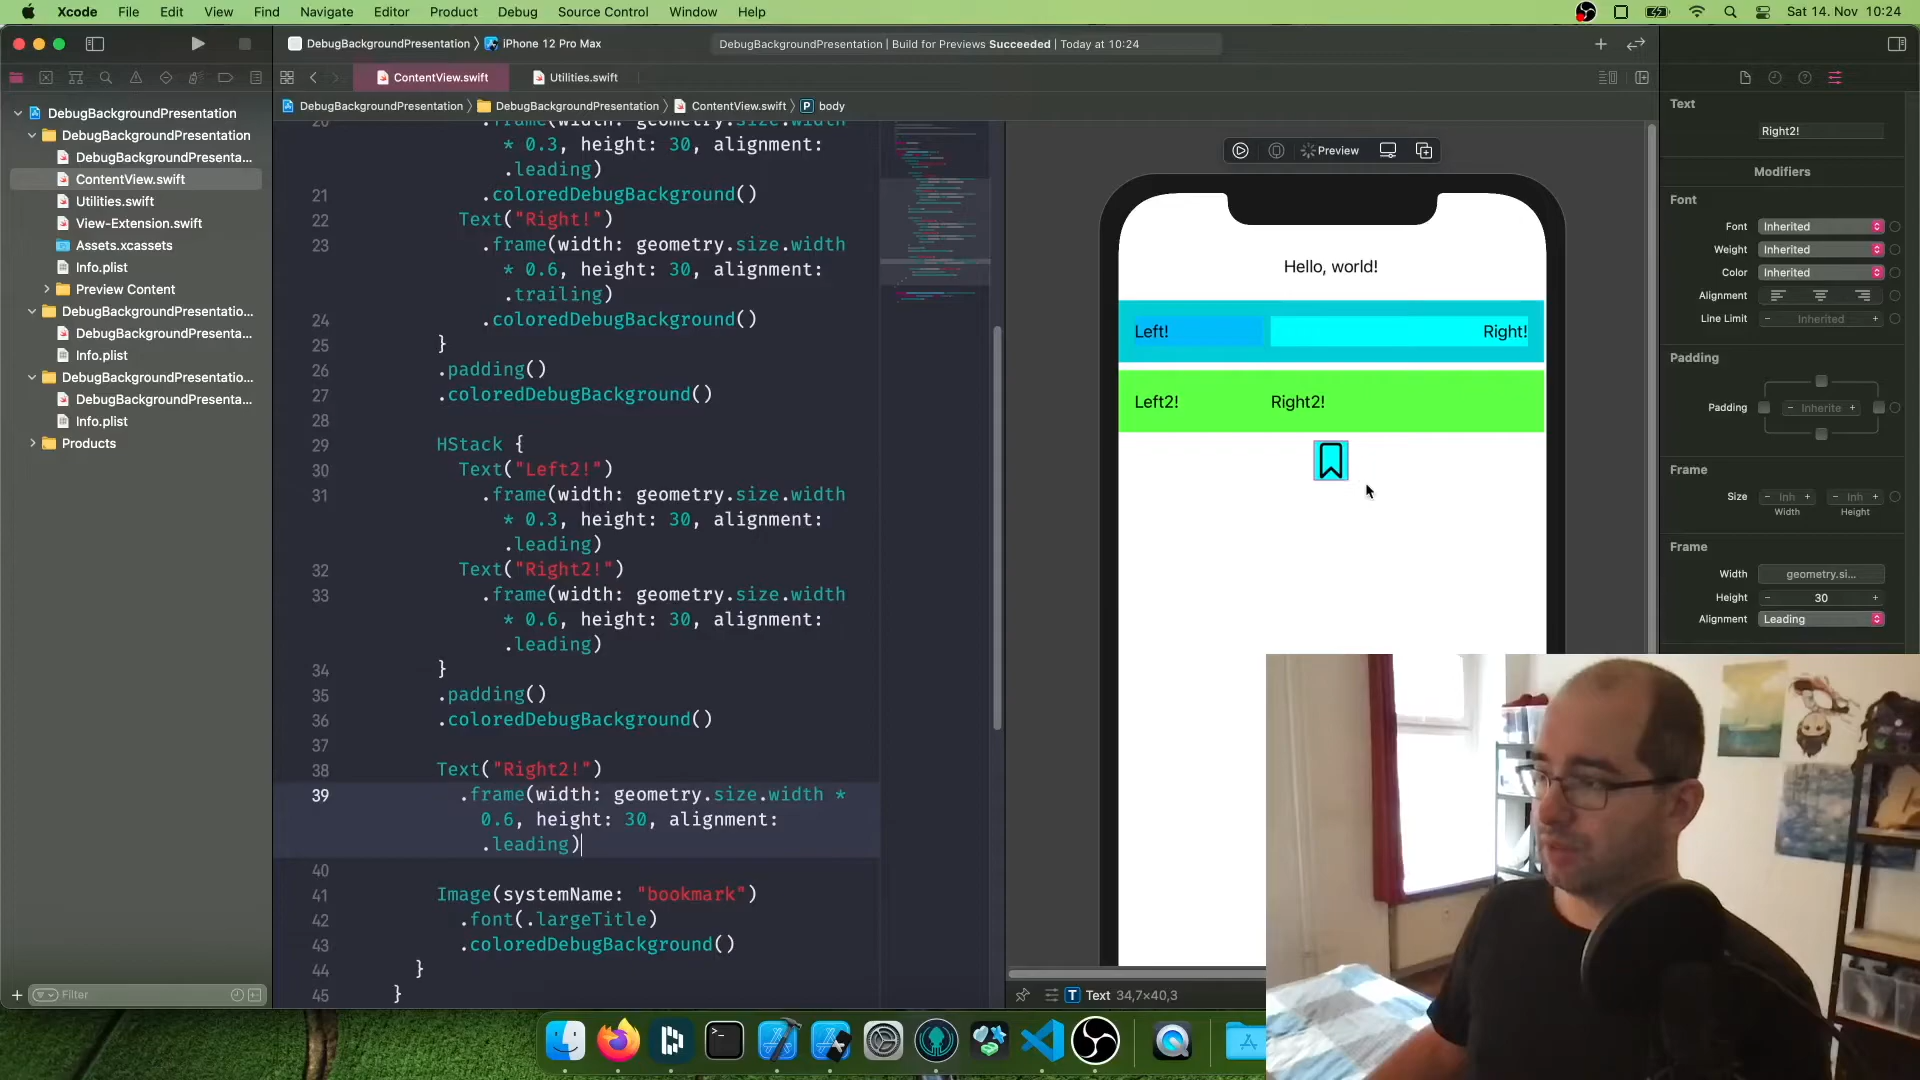 Xcode File Edit View Find Navigate Editor Product Debug Source Control Window Help
Sat 14. Nov 10:24
DebugBackgroundPresentation
iPhone 12 Pro Max
DebugBackgroundPresentation | Build for Previews Succeeded | Today at 10:24
ContentView.swift
Utilities.swift
DebugBackgroundPresentation
DebugBackgroundPresentation
ContentView.swift
P body
DebugBackgroundPresentation
DebugBackgroundPresentation
DebugBackgroundPresenta...
ContentView.swift
Utilities.swift
View-Extension.swift
Assets.xcassets
Info.plist
Preview Content
DebugBackgroundPresentatio...
DebugBackgroundPresenta...
Info.plist
DebugBackgroundPresentatio...
DebugBackgroundPresenta...
Info.plist
Products
Filter
20 .frame(width: geometry.size.width
* 0.3, height: 30, alignment:
.leading)
21 .coloredDebugBackground()
22 Text("Right!")
23 .frame(width: geometry.size.width
* 0.6, height: 30, alignment:
.trailing)
24 .coloredDebugBackground()
25 }
26 .padding()
27 .coloredDebugBackground()
28
29 HStack {
30 Text("Left2!")
31 .frame(width: geometry.size.width
* 0.3, height: 30, alignment:
.leading)
32 Text("Right2!")
33 .frame(width: geometry.size.width
* 0.6, height: 30, alignment:
.leading)
34 }
35 .padding()
36 .coloredDebugBackground()
37
38 Text("Right2!")
39 .frame(width: geometry.size.width *
0.6, height: 30, alignment:
.leading)
40
41 Image(systemName: "bookmark")
42 .font(.largeTitle)
43 .coloredDebugBackground()
44 }
45 }
Preview
Hello, world!
Left! Right!
Left2! Right2!
T Text 34,7×40,3
Text
Right2!
Modifiers
Font
Font Inherited
Weight Inherited
Color Inherited
Alignment
Line Limit − Inherited +
Padding
Padding − Inherite +
Frame
Size − Inh + − Inh +
Width Height
Frame
Width geometry.si...
Height − 30 +
Alignment Leading